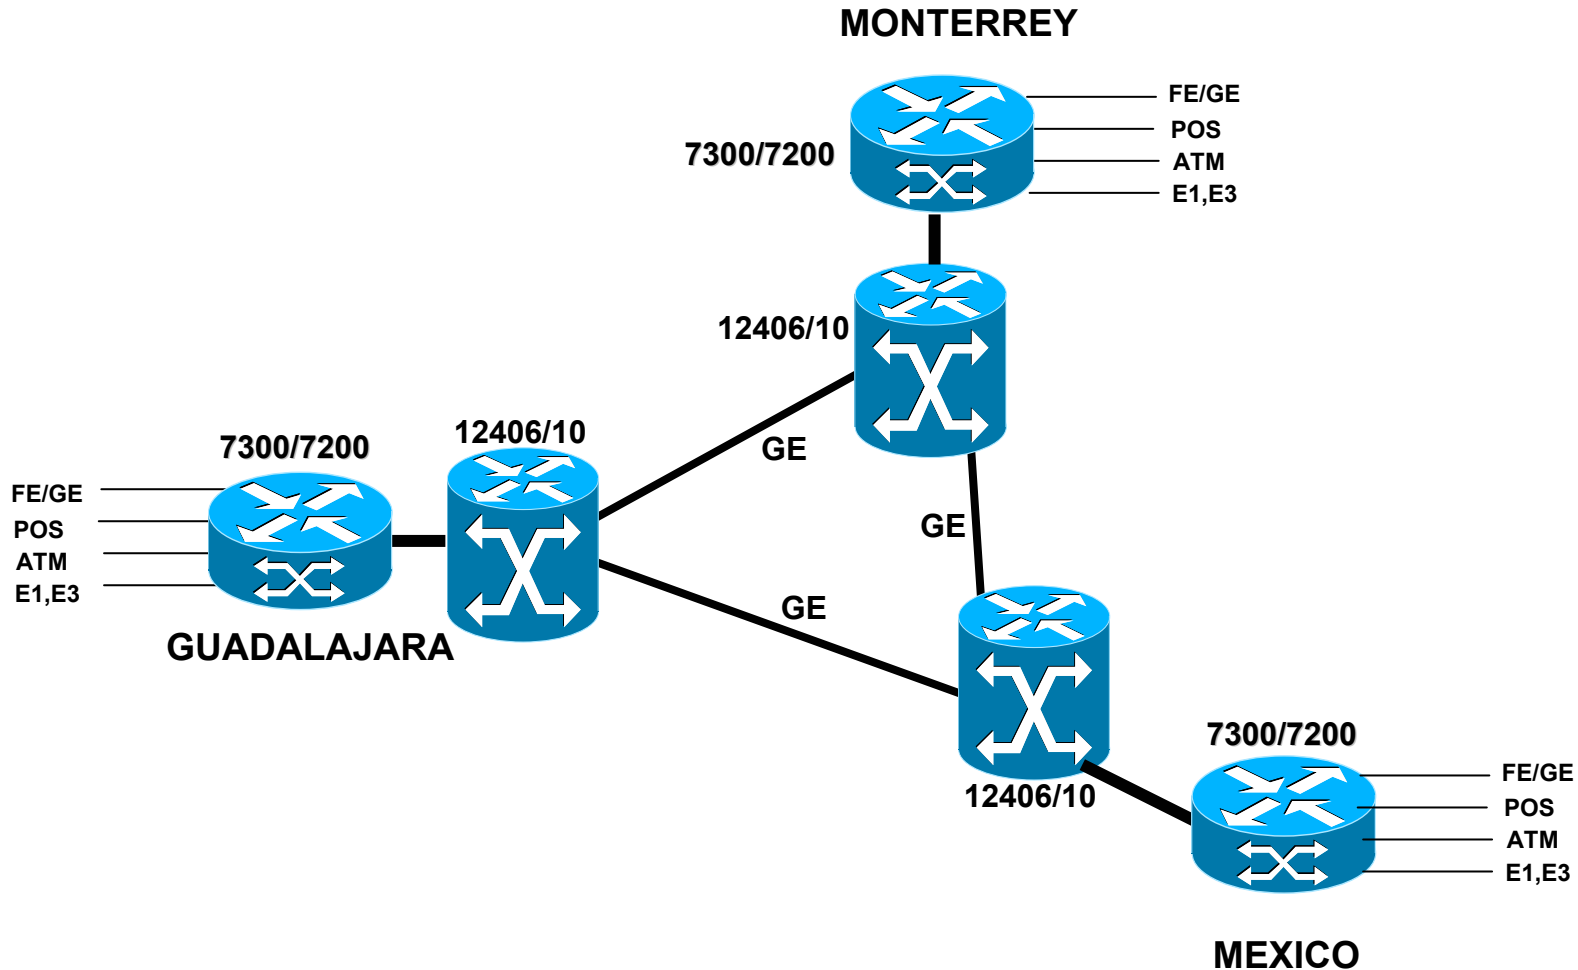 MONTERREY
FE/GE
POS
ATM
E1,E3
7300/7200
12406/10
GE
7300/7200
12406/10
FE/GE
POS
ATM
E1,E3
GUADALAJARA
GE
GE
12406/10
7300/7200
FE/GE
POS
ATM
E1,E3
MEXICO